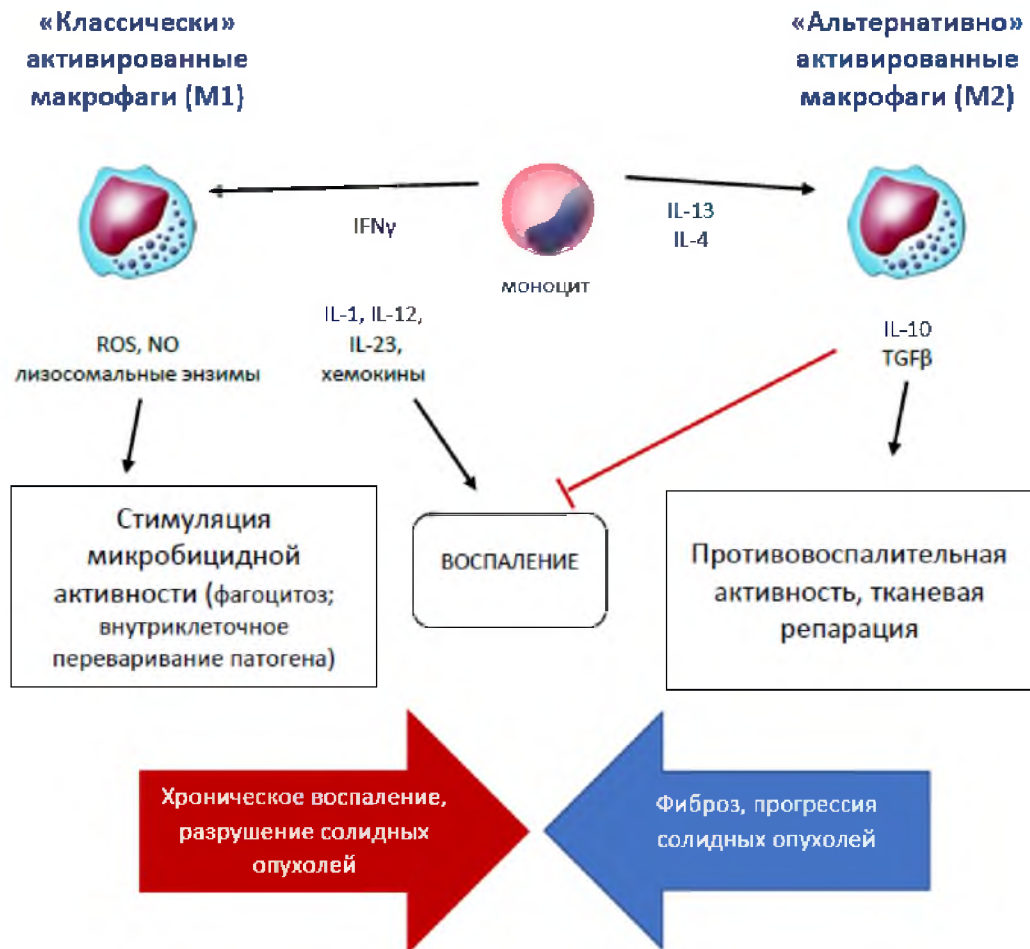 «Классически»
активированные
макрофаги (М1)
«Альтернативно»
активированные
макрофаги (М2)
IFNγ
моноцит
IL-13
IL-4
ROS, NO
лизосомальные энзимы
IL-1, IL-12,
IL-23,
хемокины
IL-10
TGFβ
Стимуляция
микробицидной
активности (фагоцитоз;
внутриклеточное
переваривание патогена)
ВОСПАЛЕНИЕ
Противовоспалительная
активность, тканевая
репарация
Хроническое воспаление,
разрушение солидных
опухолей
Фиброз, прогрессия
солидных опухолей